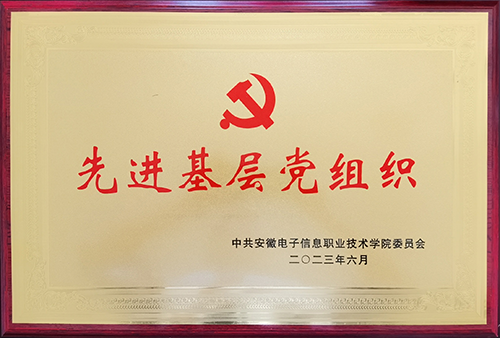 先进基层党组织
中共安徽电子信息职业技术学院委员会
二〇二三年六月